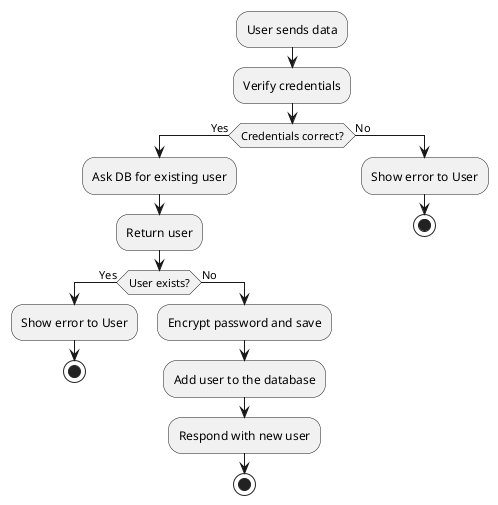 User sends data
Verify credentials
Yes
Credentials correct?
No
Ask DB for existing user
Show error to User
Return user
Yes
User exists?
No
Show error to User
Encrypt password and save
Add user to the database
Respond with new user